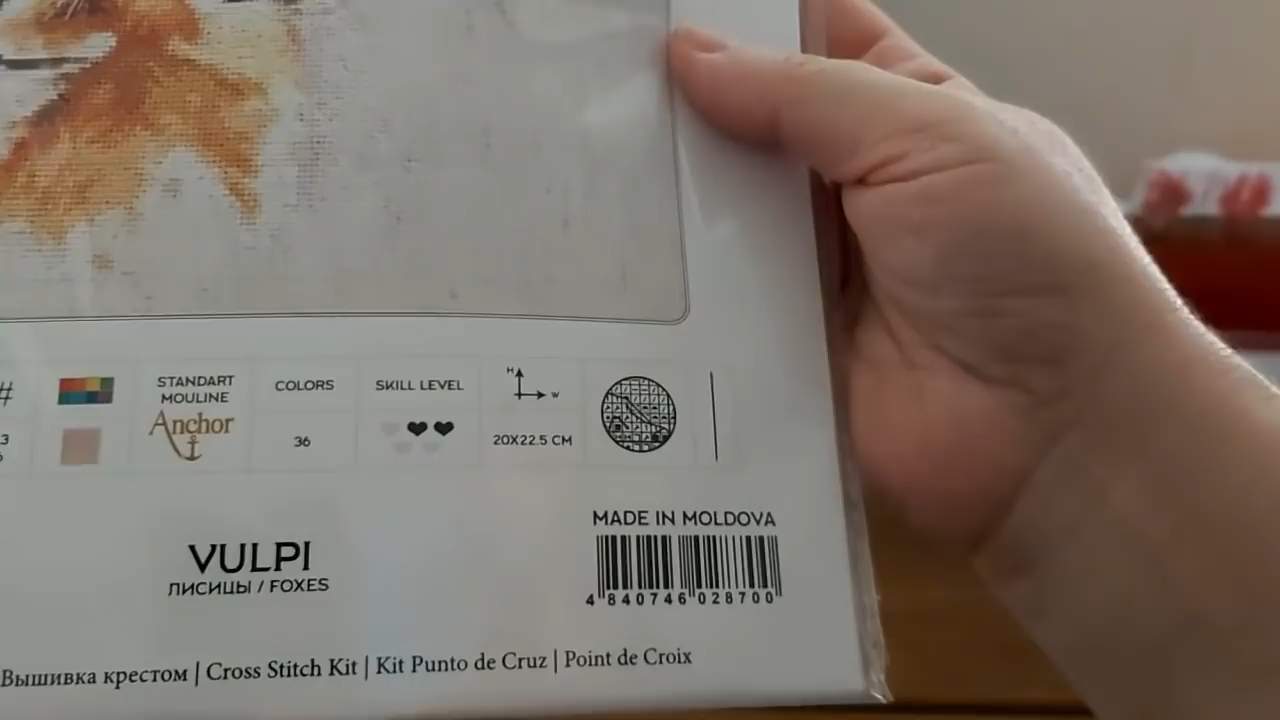 #
STANDART
MOULINE
Anchor
COLORS
36
SKILL LEVEL
H
W
20X22.5 CM
MADE IN MOLDOVA
4 840746 028700
VULPI
ЛИСИЦЫ / FOXES
Вышивка крестом | Cross Stitch Kit | Kit Punto de Cruz | Point de Croix